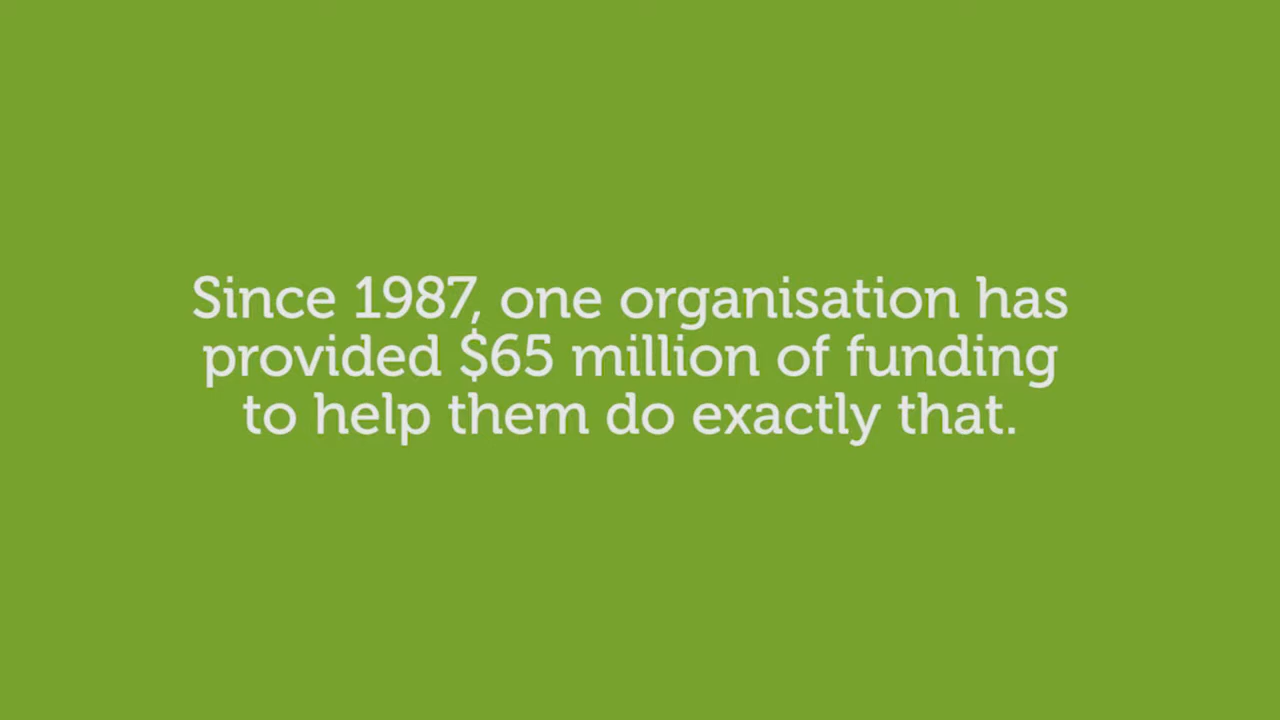 Since 1987, one organisation has
provided $65 million of funding
to help them do exactly that.